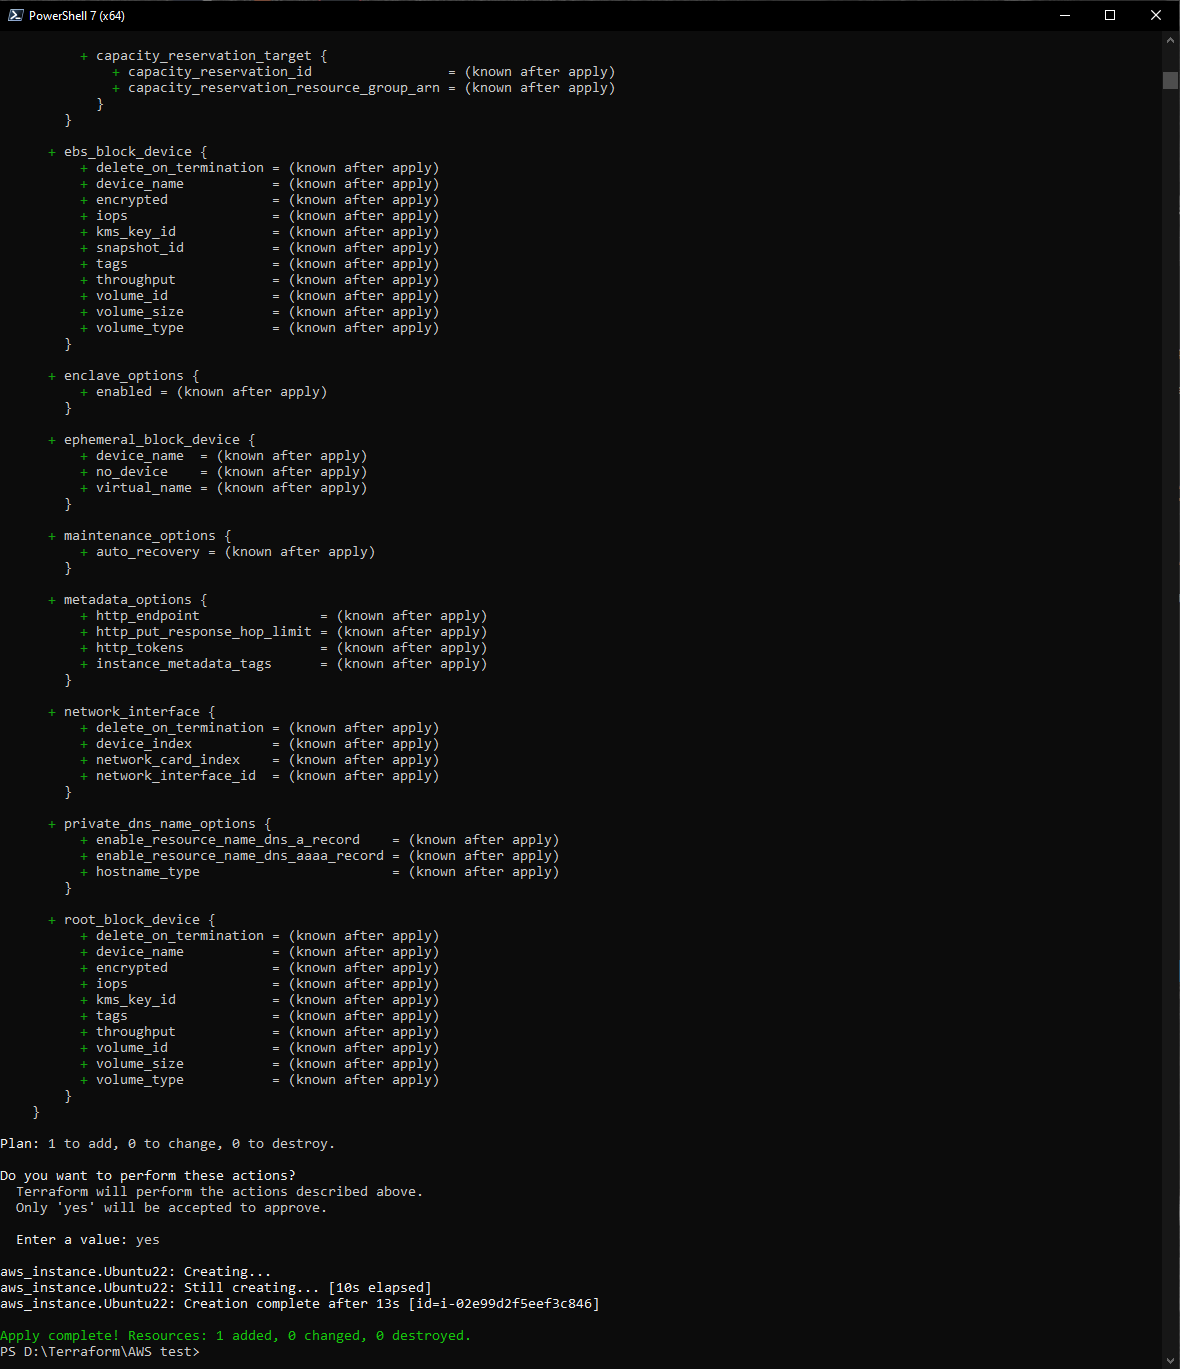 PowerShell 7 (x64)
+ capacity_reservation_target {
+ capacity_reservation_id = (known after apply)
+ capacity_reservation_resource_group_arn = (known after apply)
}
}
+ ebs_block_device {
+ delete_on_termination = (known after apply)
+ device_name = (known after apply)
+ encrypted = (known after apply)
+ iops = (known after apply)
+ kms_key_id = (known after apply)
+ snapshot_id = (known after apply)
+ tags = (known after apply)
+ throughput = (known after apply)
+ volume_id = (known after apply)
+ volume_size = (known after apply)
+ volume_type = (known after apply)
}
+ enclave_options {
+ enabled = (known after apply)
}
+ ephemeral_block_device {
+ device_name = (known after apply)
+ no_device = (known after apply)
+ virtual_name = (known after apply)
}
+ maintenance_options {
+ auto_recovery = (known after apply)
}
+ metadata_options {
+ http_endpoint = (known after apply)
+ http_put_response_hop_limit = (known after apply)
+ http_tokens = (known after apply)
+ instance_metadata_tags = (known after apply)
}
+ network_interface {
+ delete_on_termination = (known after apply)
+ device_index = (known after apply)
+ network_card_index = (known after apply)
+ network_interface_id = (known after apply)
}
+ private_dns_name_options {
+ enable_resource_name_dns_a_record = (known after apply)
+ enable_resource_name_dns_aaaa_record = (known after apply)
+ hostname_type = (known after apply)
}
+ root_block_device {
+ delete_on_termination = (known after apply)
+ device_name = (known after apply)
+ encrypted = (known after apply)
+ iops = (known after apply)
+ kms_key_id = (known after apply)
+ tags = (known after apply)
+ throughput = (known after apply)
+ volume_id = (known after apply)
+ volume_size = (known after apply)
+ volume_type = (known after apply)
}
}
Plan: 1 to add, 0 to change, 0 to destroy.
Do you want to perform these actions?
Terraform will perform the actions described above.
Only 'yes' will be accepted to approve.
Enter a value: yes
aws_instance.Ubuntu22: Creating...
aws_instance.Ubuntu22: Still creating... [10s elapsed]
aws_instance.Ubuntu22: Creation complete after 13s [id=i-02e99d2f5eef3c846]
Apply complete! Resources: 1 added, 0 changed, 0 destroyed.
PS D:\Terraform\AWS test>